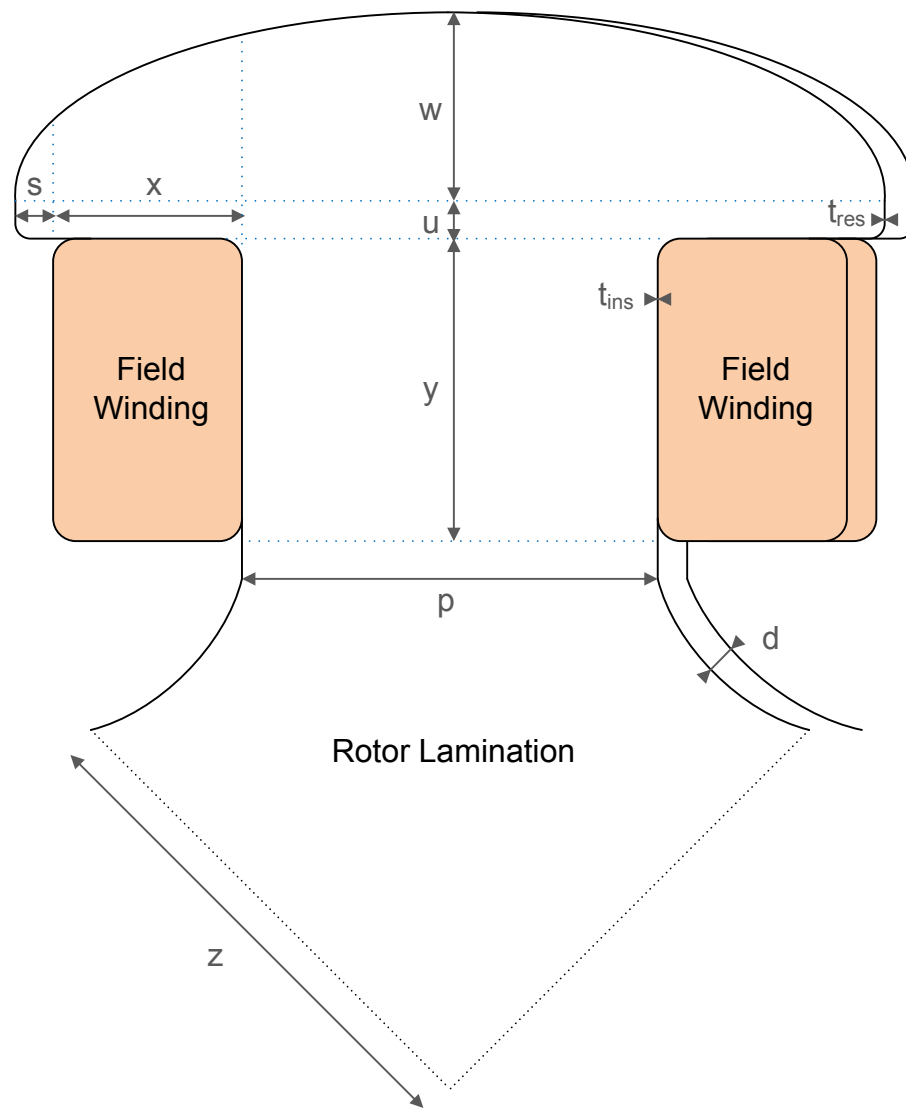 w
s
x
u
t_res
t_ins
Field
Winding
y
Field
Winding
p
d
Rotor Lamination
z